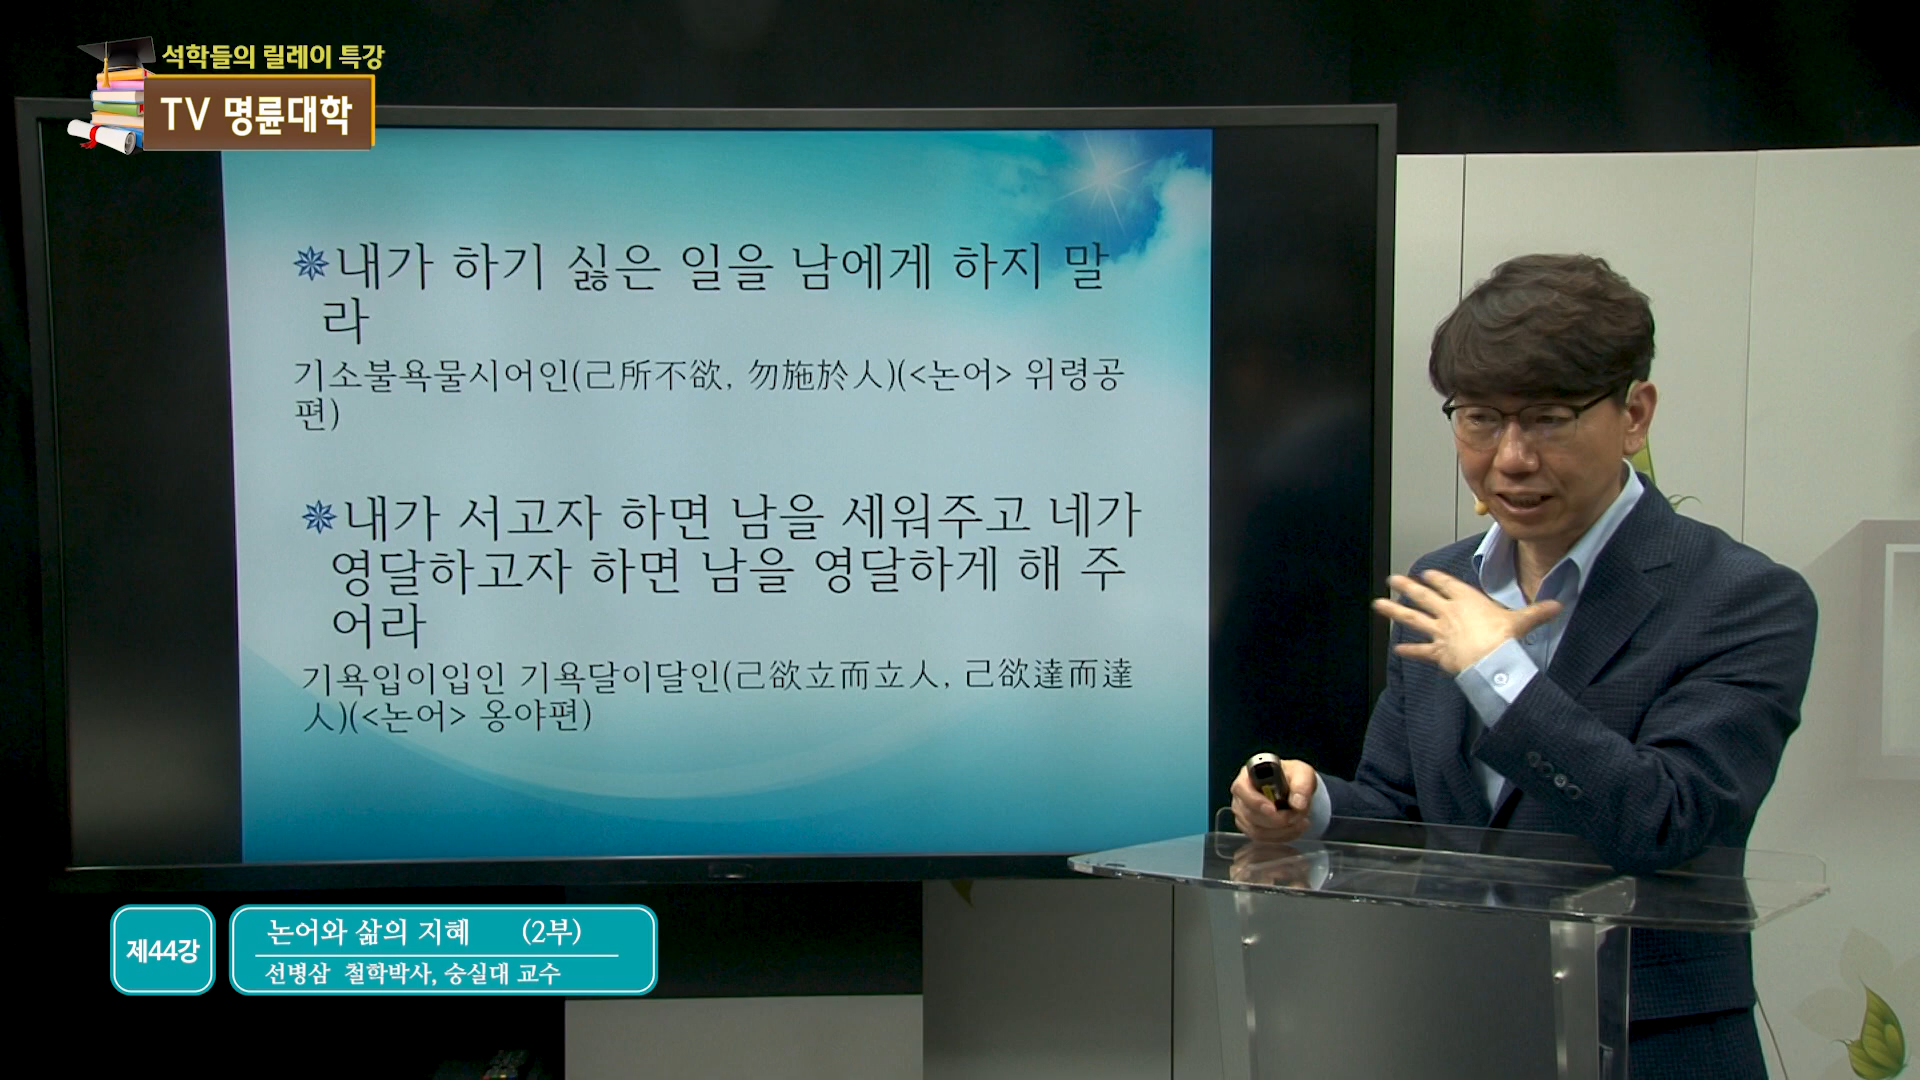 석학들의 릴레이 특강
TV 명륜대학
내가 하기 싫은 일을 남에게 하지 말
라
기소불욕물시어인(己所不欲, 勿施於人)(<논어> 위령공
편)
내가 서고자 하면 남을 세워주고 네가
영달하고자 하면 남을 영달하게 해 주
어라
기욕입이입인 기욕달이달인(己欲立而立人, 己欲達而達
人)(<논어> 옹야편)
제44강
논어와 삶의 지혜 (2부)
선병삼 철학박사, 숭실대 교수